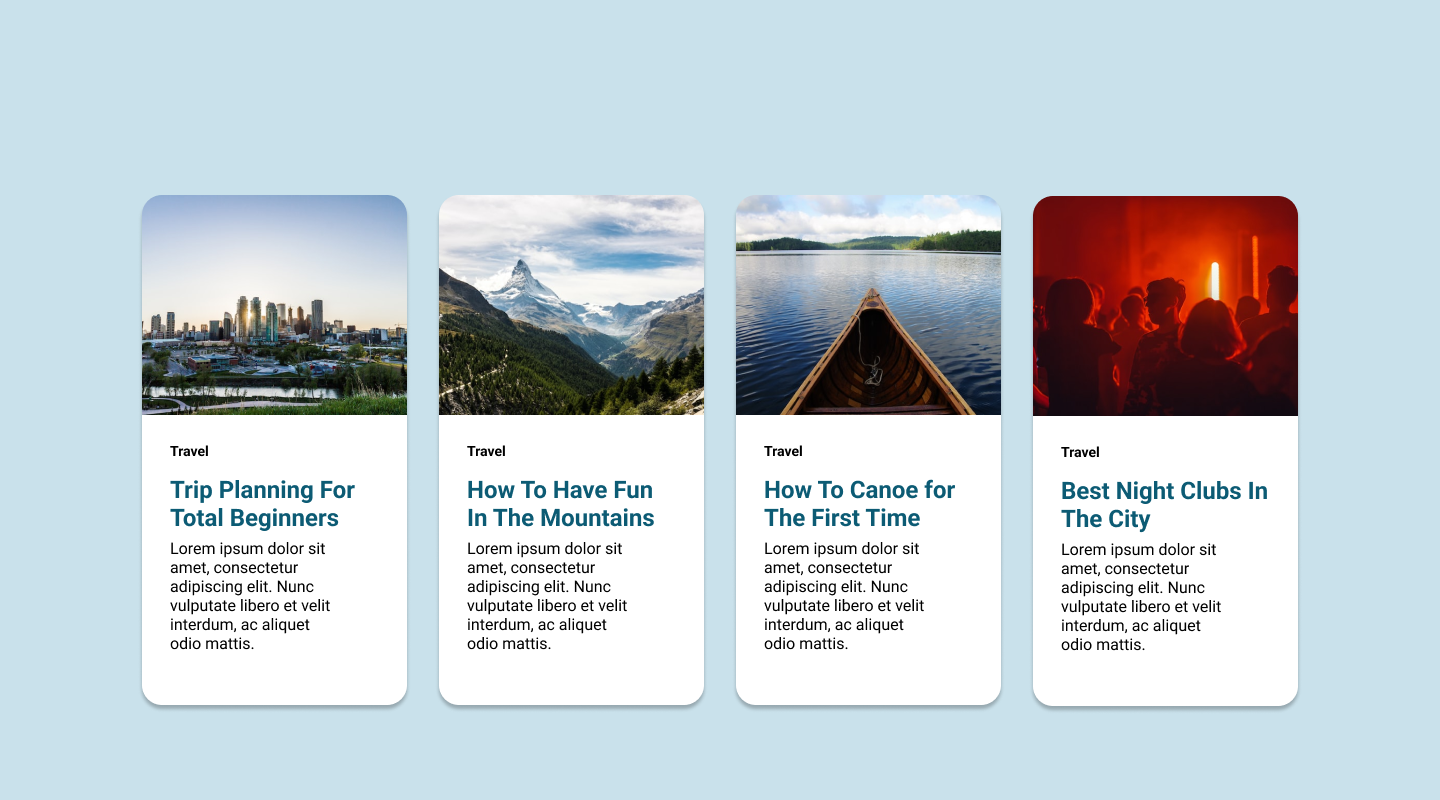 Travel
Trip Planning For
Total Beginners
Lorem ipsum dolor sit
amet, consectetur
adipiscing elit. Nunc
vulputate libero et velit
interdum, ac aliquet
odio mattis.
Travel
How To Have Fun
In The Mountains
Lorem ipsum dolor sit
amet, consectetur
adipiscing elit. Nunc
vulputate libero et velit
interdum, ac aliquet
odio mattis.
Travel
How To Canoe for
The First Time
Lorem ipsum dolor sit
amet, consectetur
adipiscing elit. Nunc
vulputate libero et velit
interdum, ac aliquet
odio mattis.
Travel
Best Night Clubs In
The City
Lorem ipsum dolor sit
amet, consectetur
adipiscing elit. Nunc
vulputate libero et velit
interdum, ac aliquet
odio mattis.